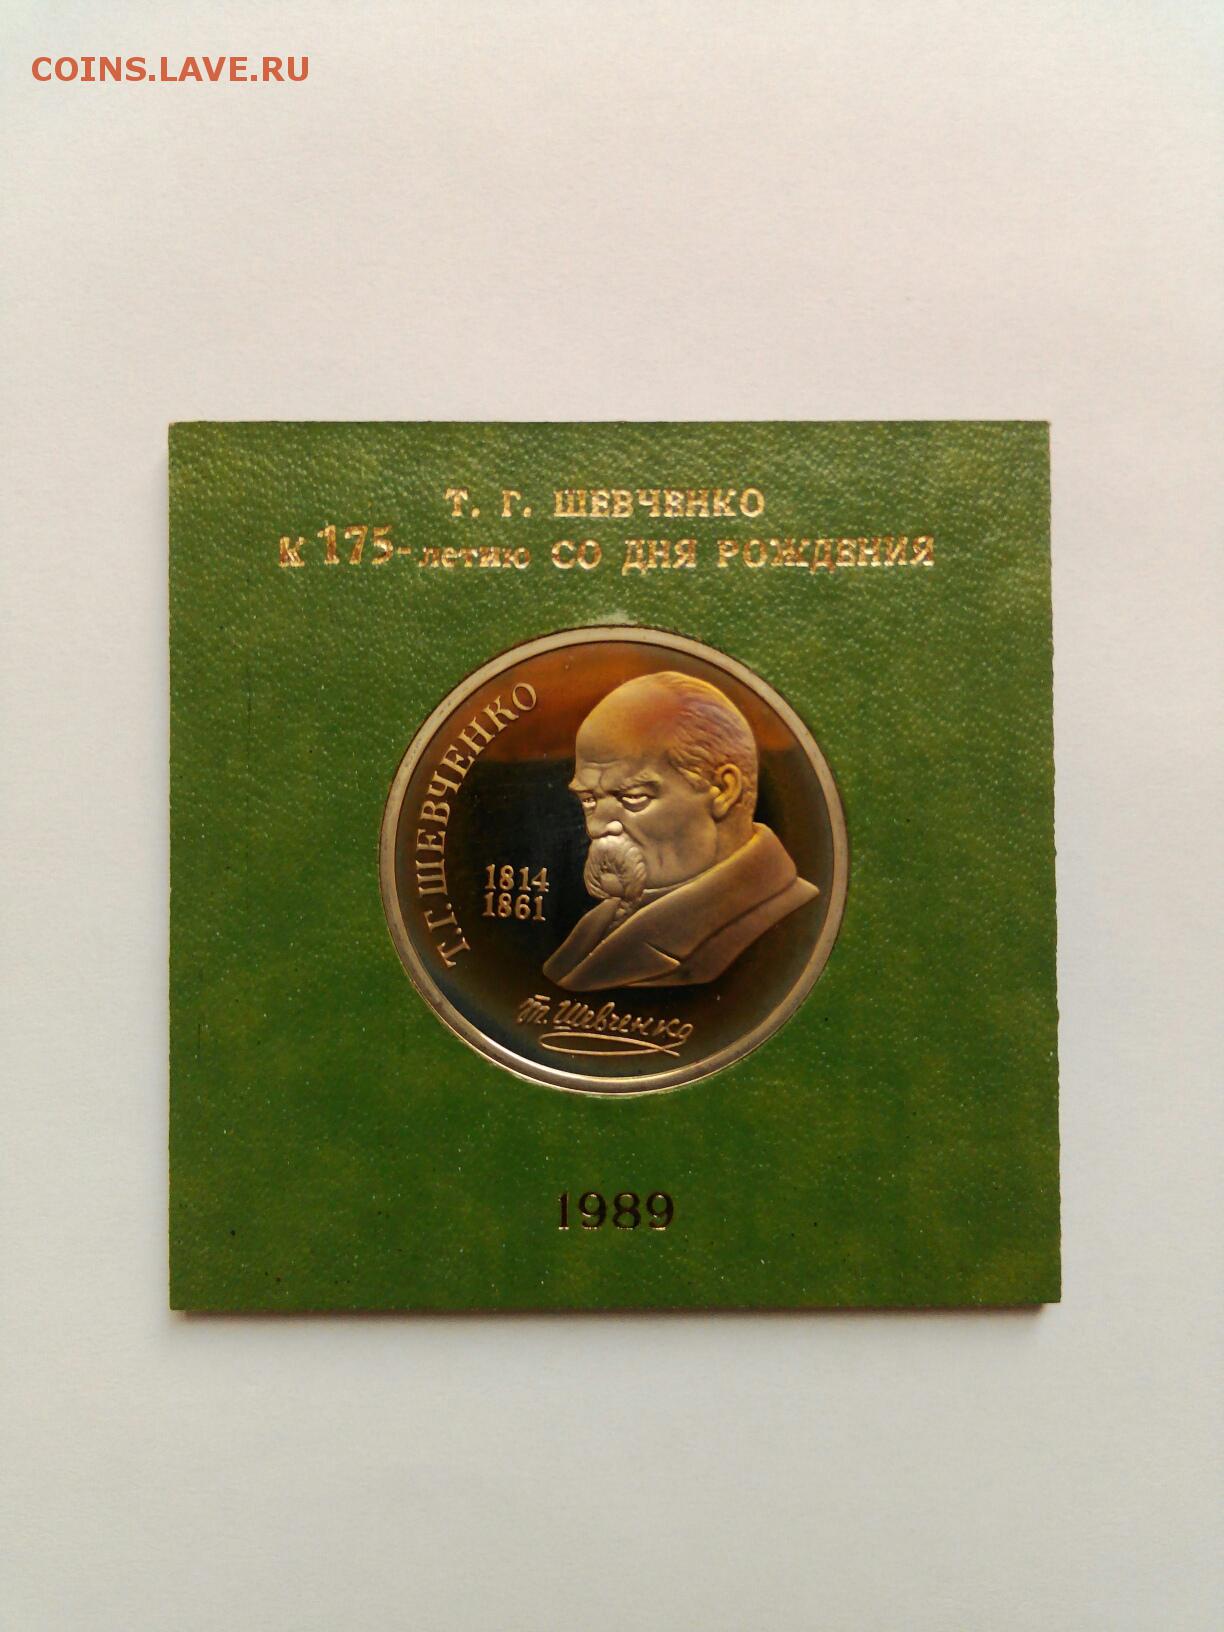 COINS.LAVE.RU
Т. Г. ШЕВЧЕНКО
К 175-летию СО ДНЯ РОЖДЕНИЯ
Т.Г. ШЕВЧЕНКО
1814
1861
Т. Шевченко
1989